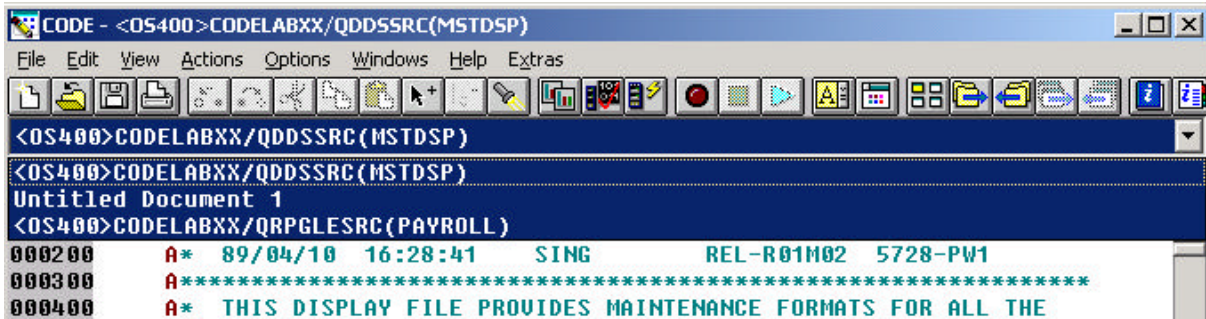 CODE - <OS400>CODELABXX/QDDSSRC(MSTDSP)
File Edit View Actions Options Windows Help Extras
<OS400>CODELABXX/QDDSSRC(MSTDSP)
<OS400>CODELABXX/QDDSSRC(MSTDSP)
Untitled Document 1
<OS400>CODELABXX/QRPGLESRC(PAYROLL)
000200 A* 89/04/10 16:28:41 SING REL-R01M02 5728-PW1
000300 A*****************************************************************
000400 A* THIS DISPLAY FILE PROVIDES MAINTENANCE FORMATS FOR ALL THE